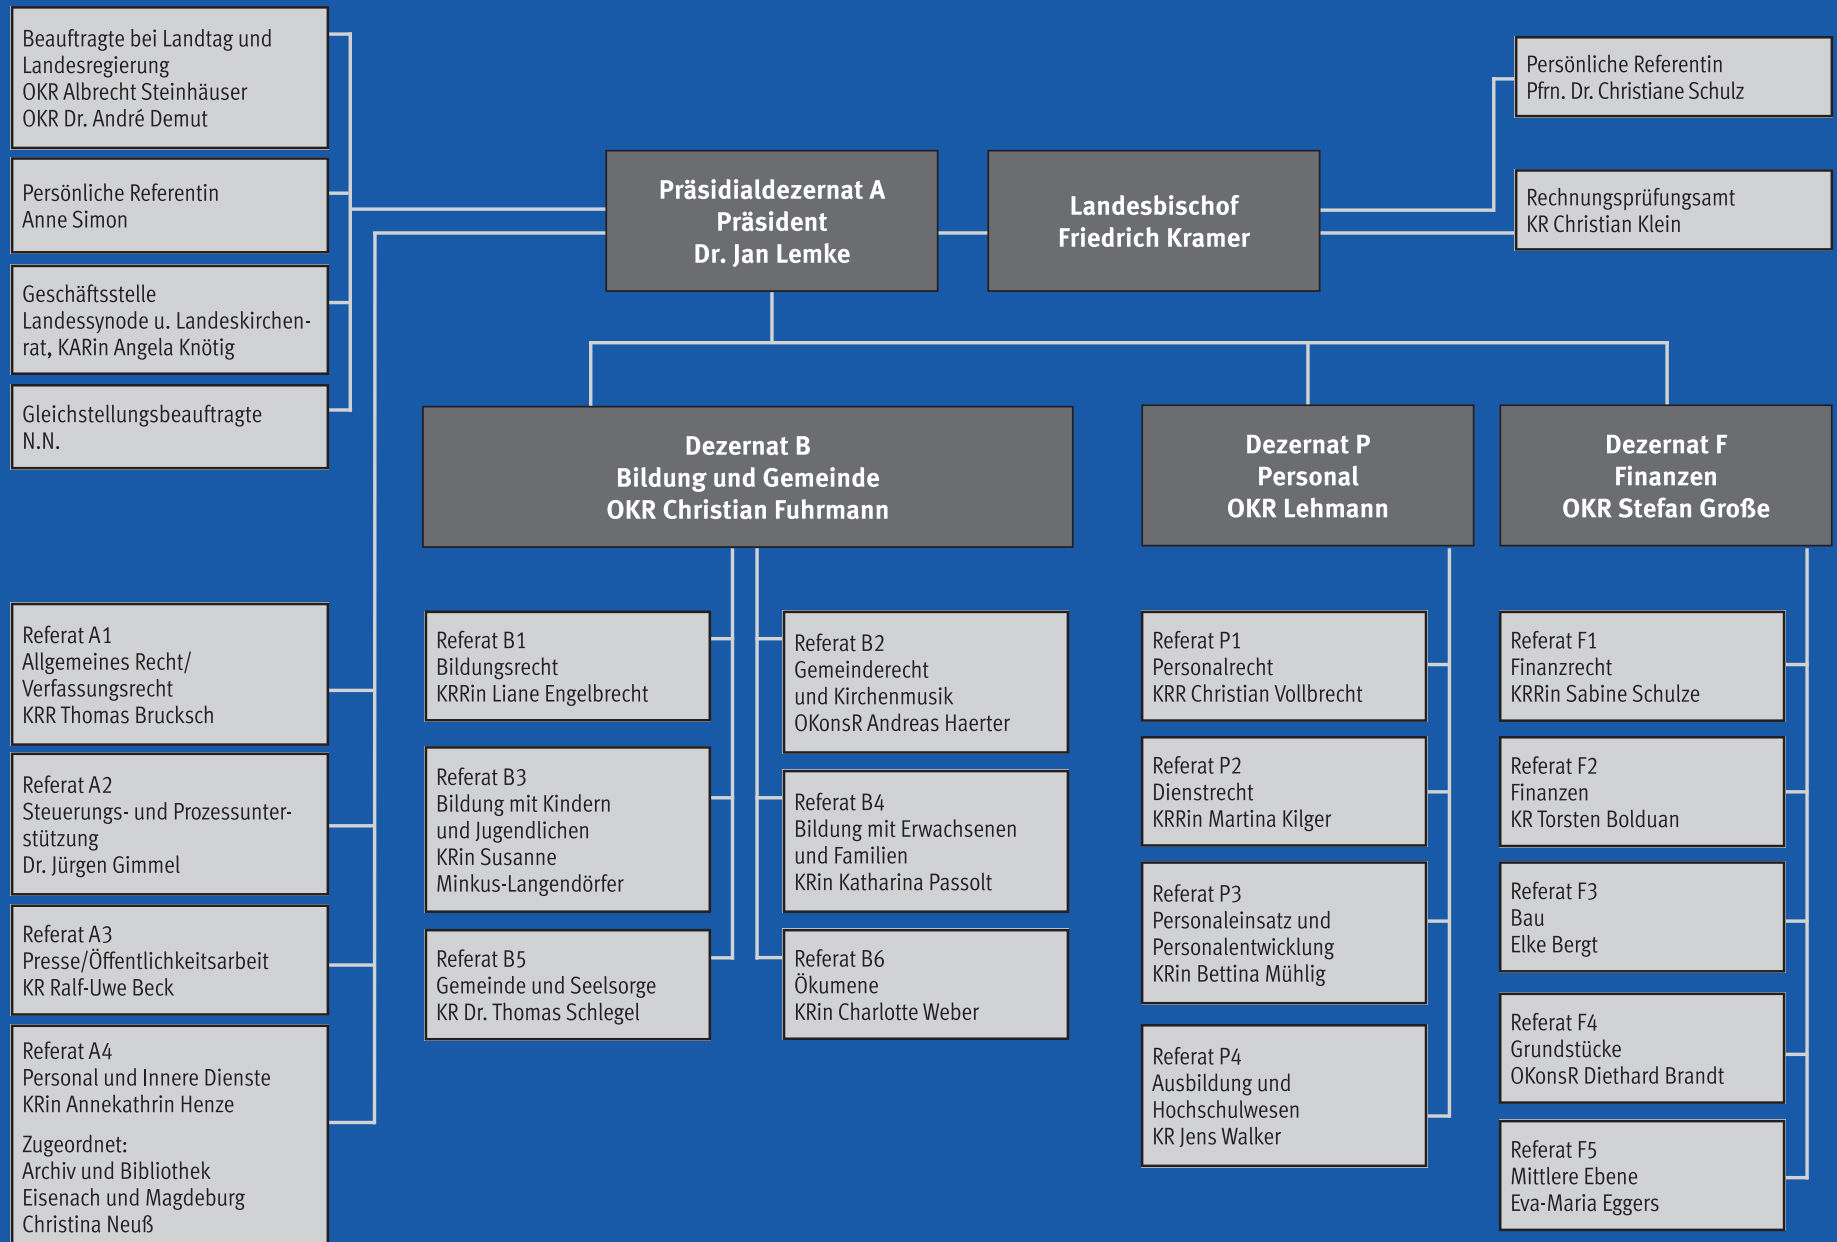 Beauftragte bei Landtag und
Landesregierung
OKR Albrecht Steinhäuser
OKR Dr. André Demut
Persönliche Referentin
Anne Simon
Geschäftsstelle
Landessynode u. Landeskirchen-
rat, KARin Angela Knötig
Gleichstellungsbeauftragte
N.N.
Präsidialdezernat A
Präsident
Dr. Jan Lemke
Landesbischof
Friedrich Kramer
Persönliche Referentin
Pfrn. Dr. Christiane Schulz
Rechnungsprüfungsamt
KR Christian Klein
Dezernat B
Bildung und Gemeinde
OKR Christian Fuhrmann
Dezernat P
Personal
OKR Lehmann
Dezernat F
Finanzen
OKR Stefan Große
Referat A1
Allgemeines Recht/
Verfassungsrecht
KRR Thomas Brucksch
Referat A2
Steuerungs- und Prozessunter-
stützung
Dr. Jürgen Gimmel
Referat A3
Presse/Öffentlichkeitsarbeit
KR Ralf-Uwe Beck
Referat A4
Personal und Innere Dienste
KRin Annekathrin Henze
Zugeordnet:
Archiv und Bibliothek
Eisenach und Magdeburg
Christina Neuß
Referat B1
Bildungsrecht
KRRin Liane Engelbrecht
Referat B2
Gemeinderecht
und Kirchenmusik
OKonsR Andreas Haerter
Referat B3
Bildung mit Kindern
und Jugendlichen
KRin Susanne
Minkus-Langendörfer
Referat B4
Bildung mit Erwachsenen
und Familien
KRin Katharina Passolt
Referat B5
Gemeinde und Seelsorge
KR Dr. Thomas Schlegel
Referat B6
Ökumene
KRin Charlotte Weber
Referat P1
Personalrecht
KRR Christian Vollbrecht
Referat P2
Dienstrecht
KRRin Martina Kilger
Referat P3
Personaleinsatz und
Personalentwicklung
KRin Bettina Mühlig
Referat P4
Ausbildung und
Hochschulwesen
KR Jens Walker
Referat F1
Finanzrecht
KRRin Sabine Schulze
Referat F2
Finanzen
KR Torsten Bolduan
Referat F3
Bau
Elke Bergt
Referat F4
Grundstücke
OKonsR Diethard Brandt
Referat F5
Mittlere Ebene
Eva-Maria Eggers